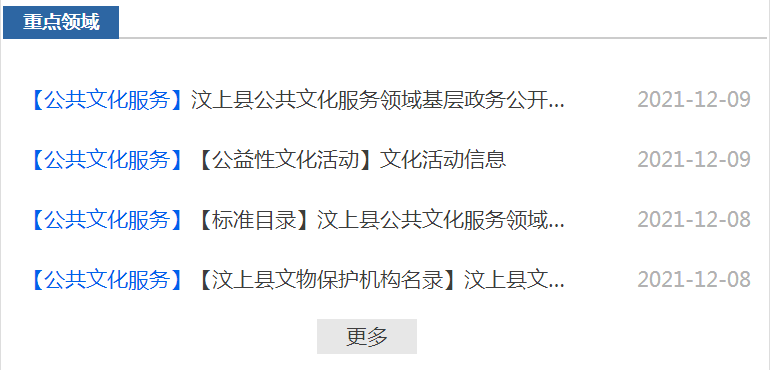 重点领域
【公共文化服务】汶上县公共文化服务领域基层政务公开... 2021-12-09
【公共文化服务】【公益性文化活动】文化活动信息 2021-12-09
【公共文化服务】【标准目录】汶上县公共文化服务领域... 2021-12-08
【公共文化服务】【汶上县文物保护机构名录】汶上县文... 2021-12-08
更多